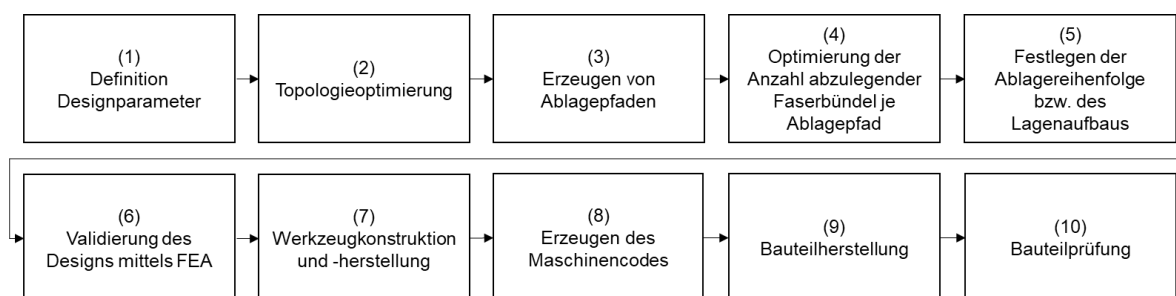 (1)
Definition
Designparameter
(2)
Topologieoptimierung
(3)
Erzeugen von
Ablagepfaden
(4)
Optimierung der
Anzahl abzulegender
Faserbündel je
Ablagepfad
(5)
Festlegen der
Ablagereihenfolge
bzw. des
Lagenaufbaus
(6)
Validierung des
Designs mittels FEA
(7)
Werkzeugkonstruktion
und -herstellung
(8)
Erzeugen des
Maschinencodes
(9)
Bauteilherstellung
(10)
Bauteilprüfung